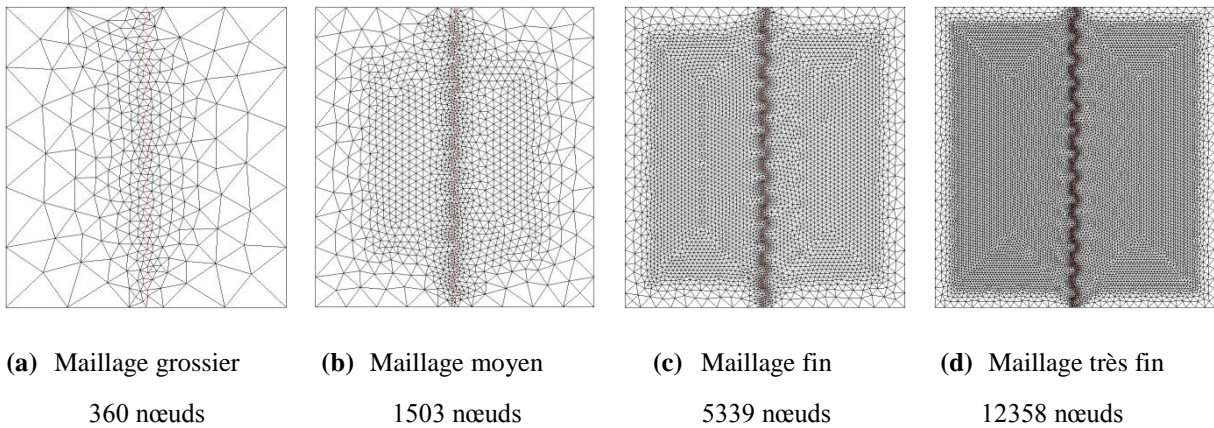 (a) Maillage grossier
360 nœuds
(b) Maillage moyen
1503 nœuds
(c) Maillage fin
5339 nœuds
(d) Maillage très fin
12358 nœuds